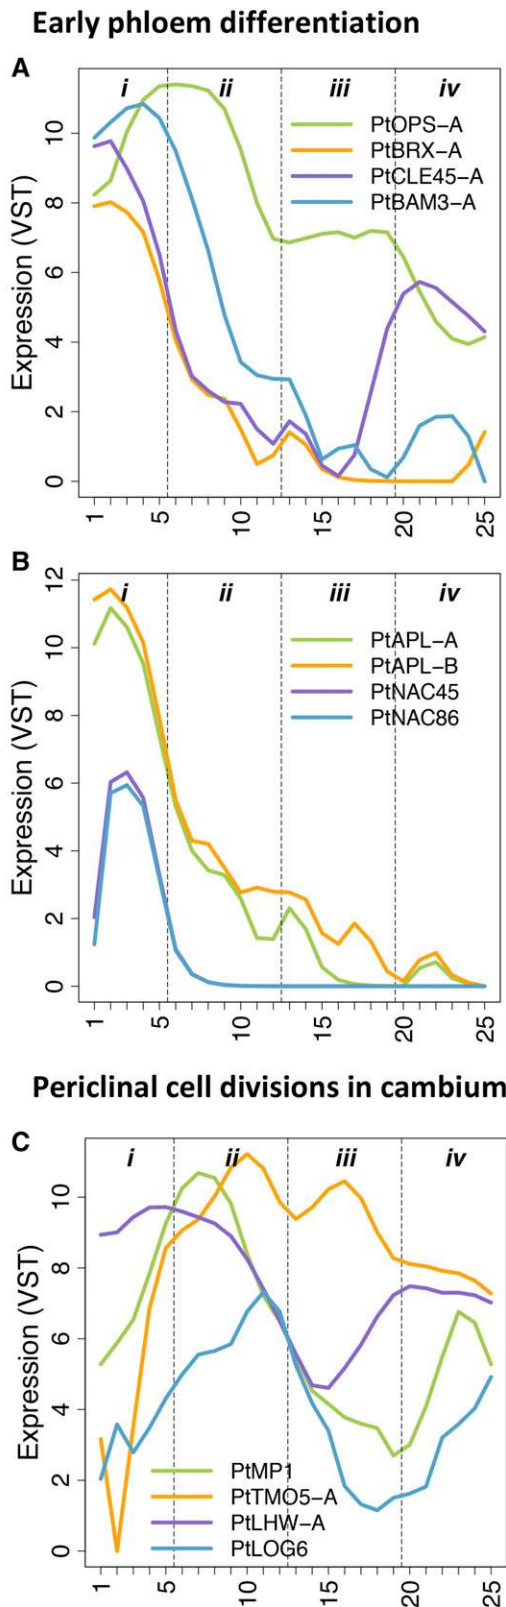 Early phloem differentiation
A
i ii iii iv
PtOPS-A
PtBRX-A
PtCLE45-A
PtBAM3-A
Expression (VST)
10
8
6
4
2
0
1 5 10 15 20 25
B
i ii iii iv
PtAPL-A
PtAPL-B
PtNAC45
PtNAC86
Expression (VST)
12
10
8
6
4
2
0
1 5 10 15 20 25
Periclinal cell divisions in cambium
C
i ii iii iv
Expression (VST)
10
8
6
4
2
0
PtMP1
PtTMO5-A
PtLHW-A
PtLOG6
1 5 10 15 20 25